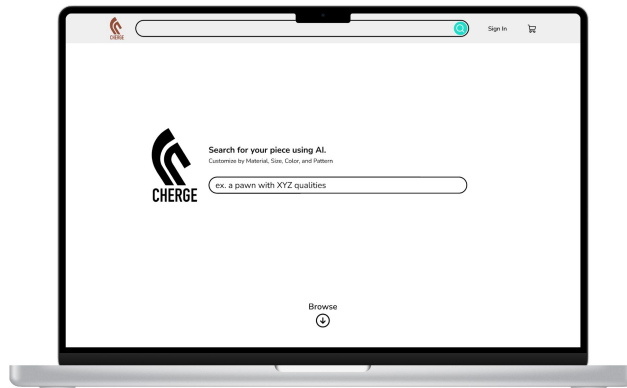 CHERGE
Sign In
CHERGE
Search for your piece using AI.
Customize by Material, Size, Color, and Pattern
ex. a pawn with XYZ qualities
Browse